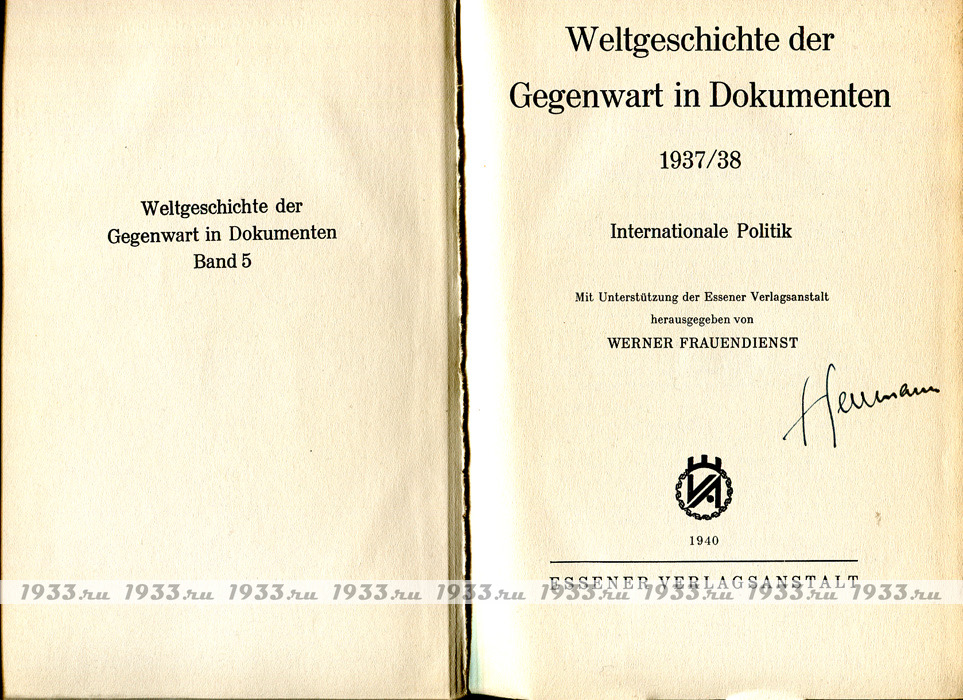 Weltgeschichte der
Gegenwart in Dokumenten
Band 5
Weltgeschichte der
Gegenwart in Dokumenten
1937/38
Internationale Politik
Mit Unterstützung der Essener Verlagsanstalt
herausgegeben von
WERNER FRAUENDIENST
Herrmann
VA
1940
ESSENER VERLAGSANSTALT
1933.ru 1933.ru 1933.ru 1933.ru 1933.ru 1933.ru 1933.ru 1933.ru 1933.ru